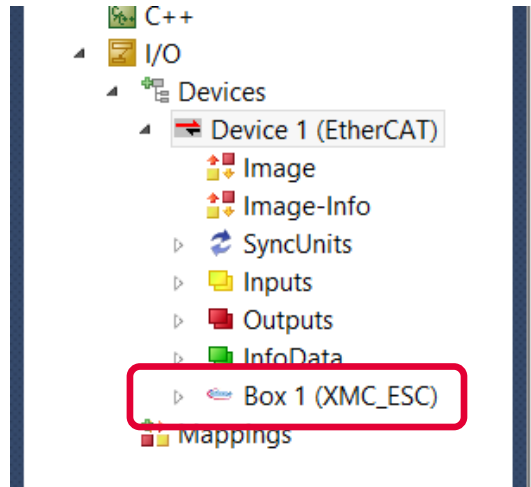 C++
I/O
Devices
Device 1 (EtherCAT)
Image
Image-Info
SyncUnits
Inputs
Outputs
InfoData
Box 1 (XMC_ESC)
Mappings